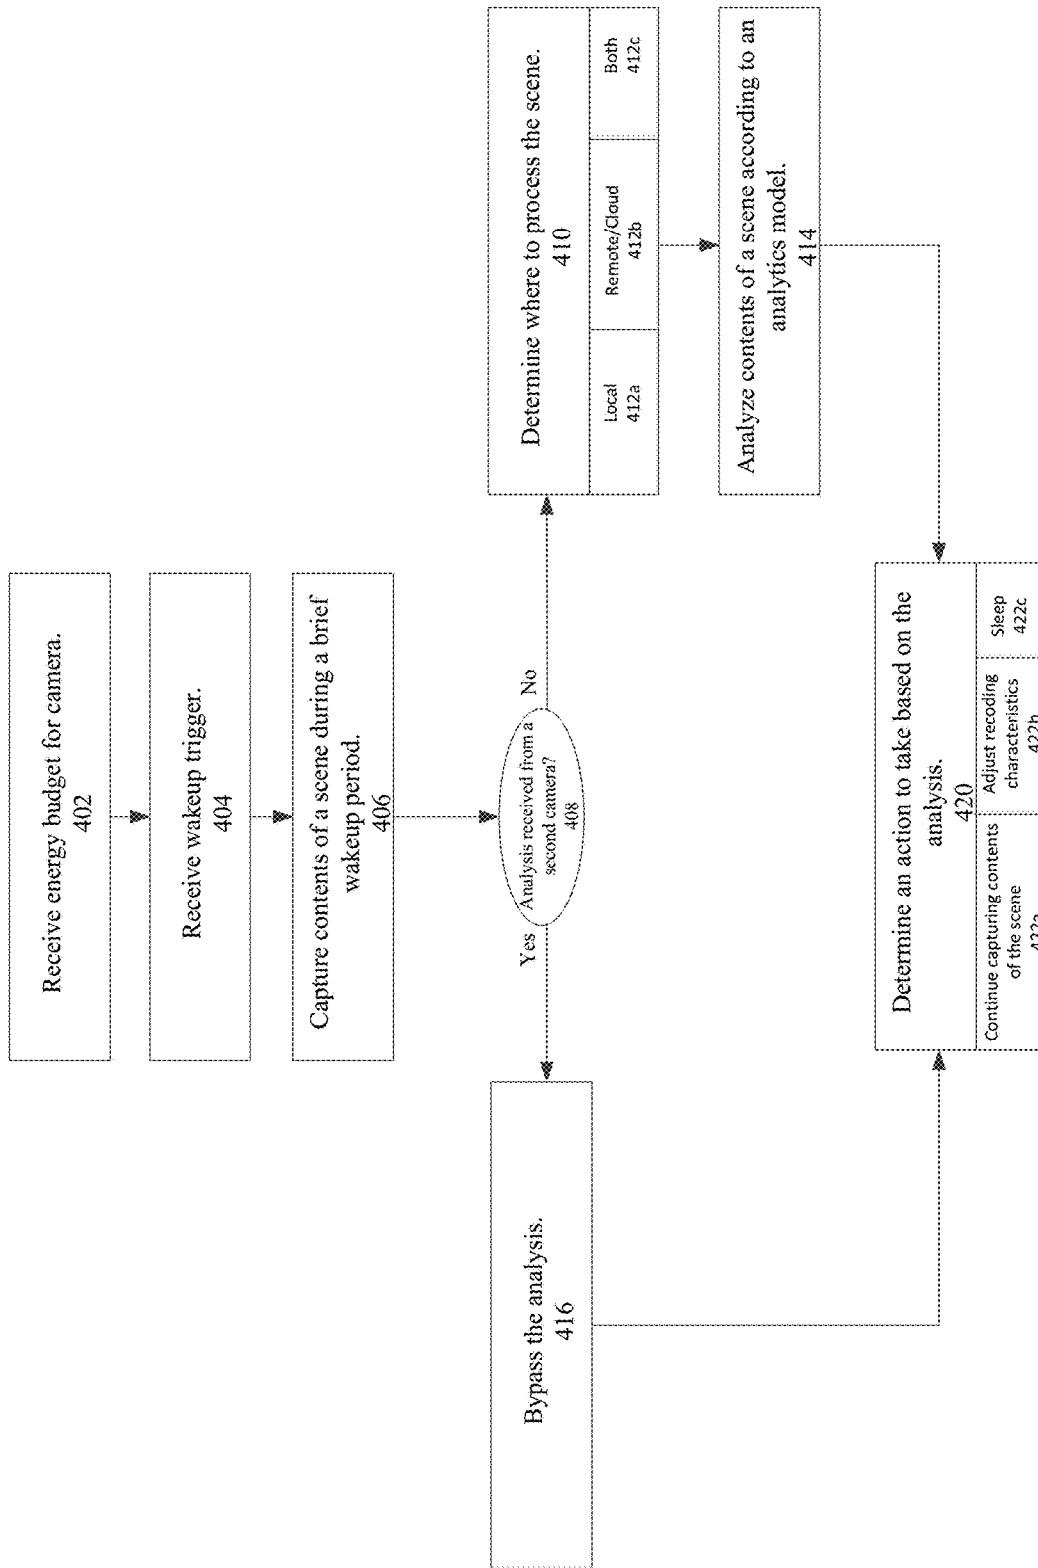 Receive energy budget for camera.
402
Receive wakeup trigger.
404
Capture contents of a scene during a brief
wakeup period.
406
Analysis received from a
second camera?
408
Yes
No
Bypass the analysis.
416
Determine where to process the scene.
410
Local
412a
Remote/Cloud
412b
Both
412c
Analyze contents of a scene according to an
analytics model.
414
Determine an action to take based on the
analysis.
420
Continue capturing contents
of the scene
422a
Adjust recoding
characteristics
422b
Sleep
422c